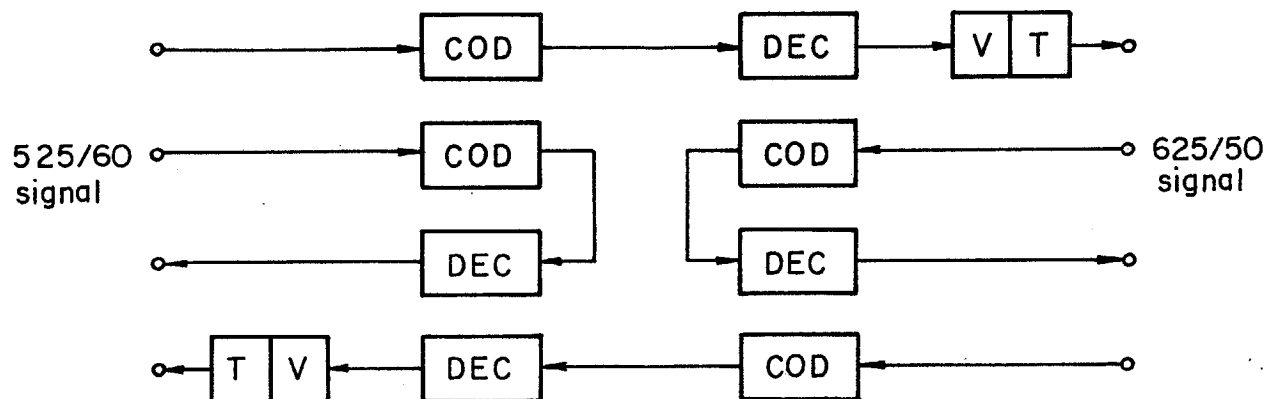 COD DEC V T
525/60
signal
COD COD
625/50
signal
DEC DEC
T V DEC COD